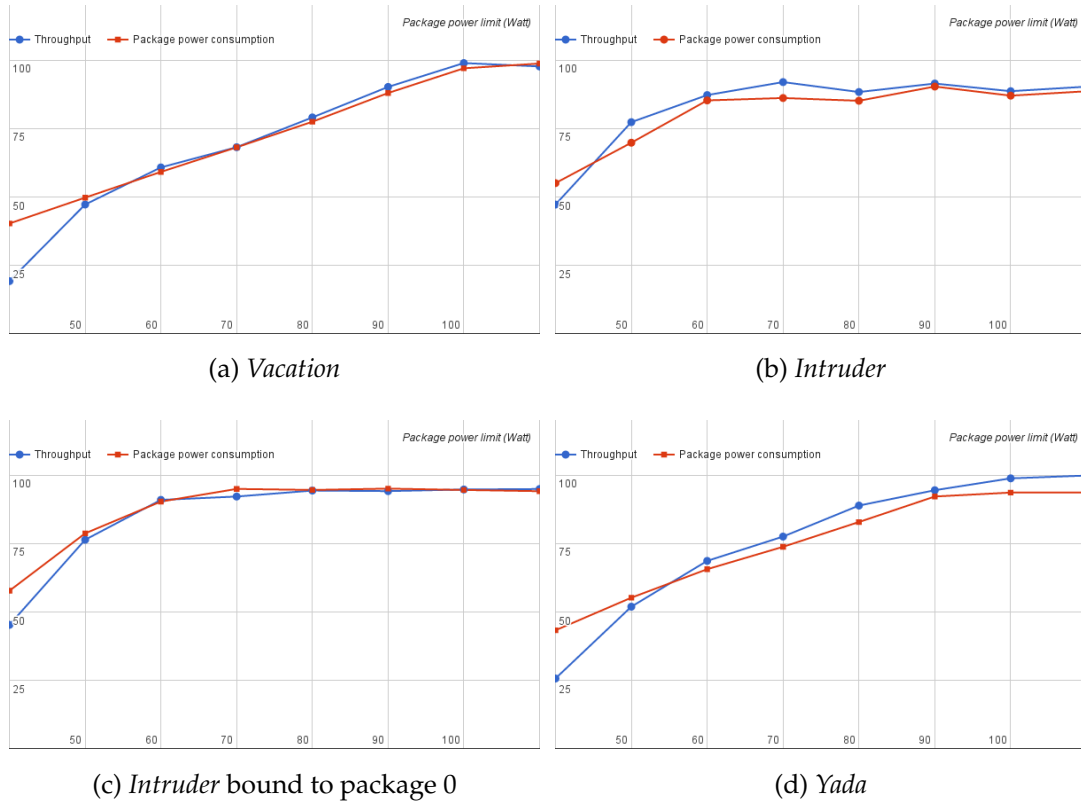 Package power limit (Watt)
Throughput Package power consumption
100
75
50
25
50 60 70 80 90 100
(a) Vacation
Package power limit (Watt)
Throughput Package power consumption
100
75
50
25
50 60 70 80 90 100
(b) Intruder
Package power limit (Watt)
Throughput Package power consumption
100
75
50
25
50 60 70 80 90 100
(c) Intruder bound to package 0
Package power limit (Watt)
Throughput Package power consumption
100
75
50
25
50 60 70 80 90 100
(d) Yada